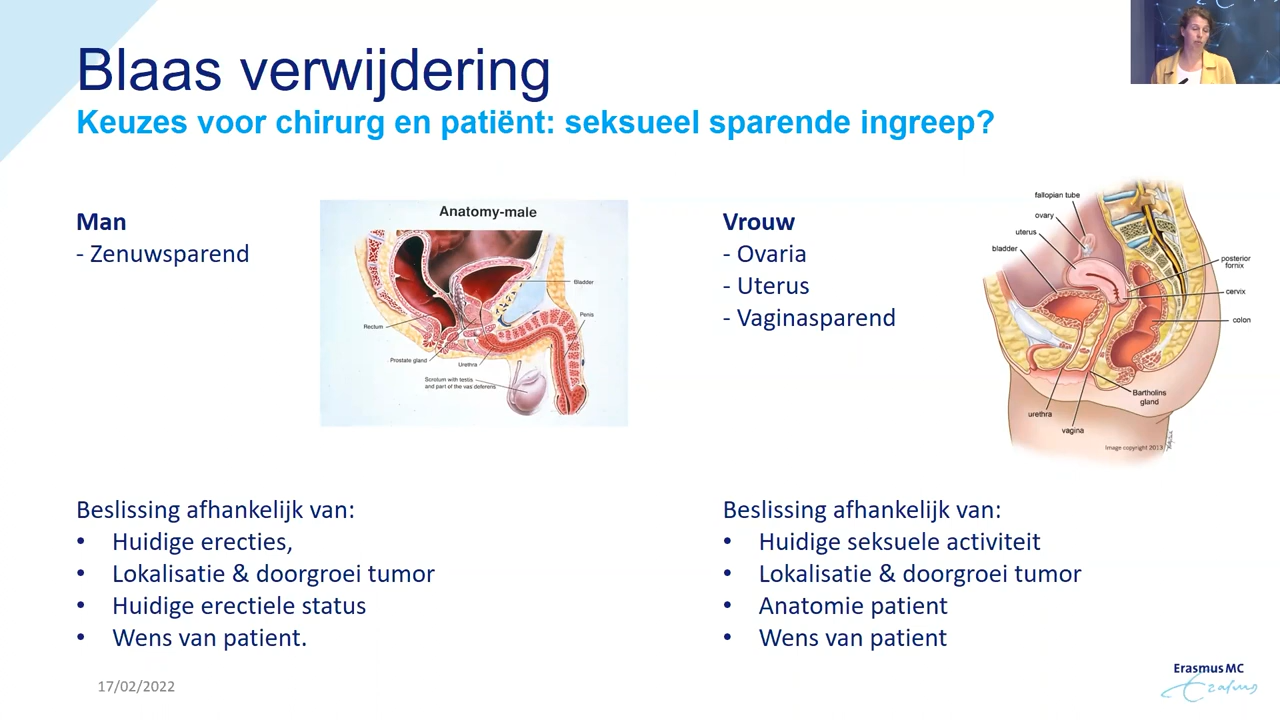 Blaas verwijdering
Keuzes voor chirurg en patiënt: seksueel sparende ingreep?
Man
- Zenuwsparend
Anatomy-male
Bladder
Penis
Rectum
Prostate gland
Urethra
Scrotum with testis
and part of the vas deferens
Vrouw
- Ovaria
- Uterus
- Vaginasparend
fallopian tube
ovary
uterus
bladder
posterior
fornix
cervix
colon
Bartholins
gland
urethra
vagina
Image copyright 2013
Beslissing afhankelijk van:
• Huidige erecties,
• Lokalisatie & doorgroei tumor
• Huidige erectiele status
• Wens van patient.
Beslissing afhankelijk van:
• Huidige seksuele activiteit
• Lokalisatie & doorgroei tumor
• Anatomie patient
• Wens van patient
17/02/2022
Erasmus MC
Erasmus